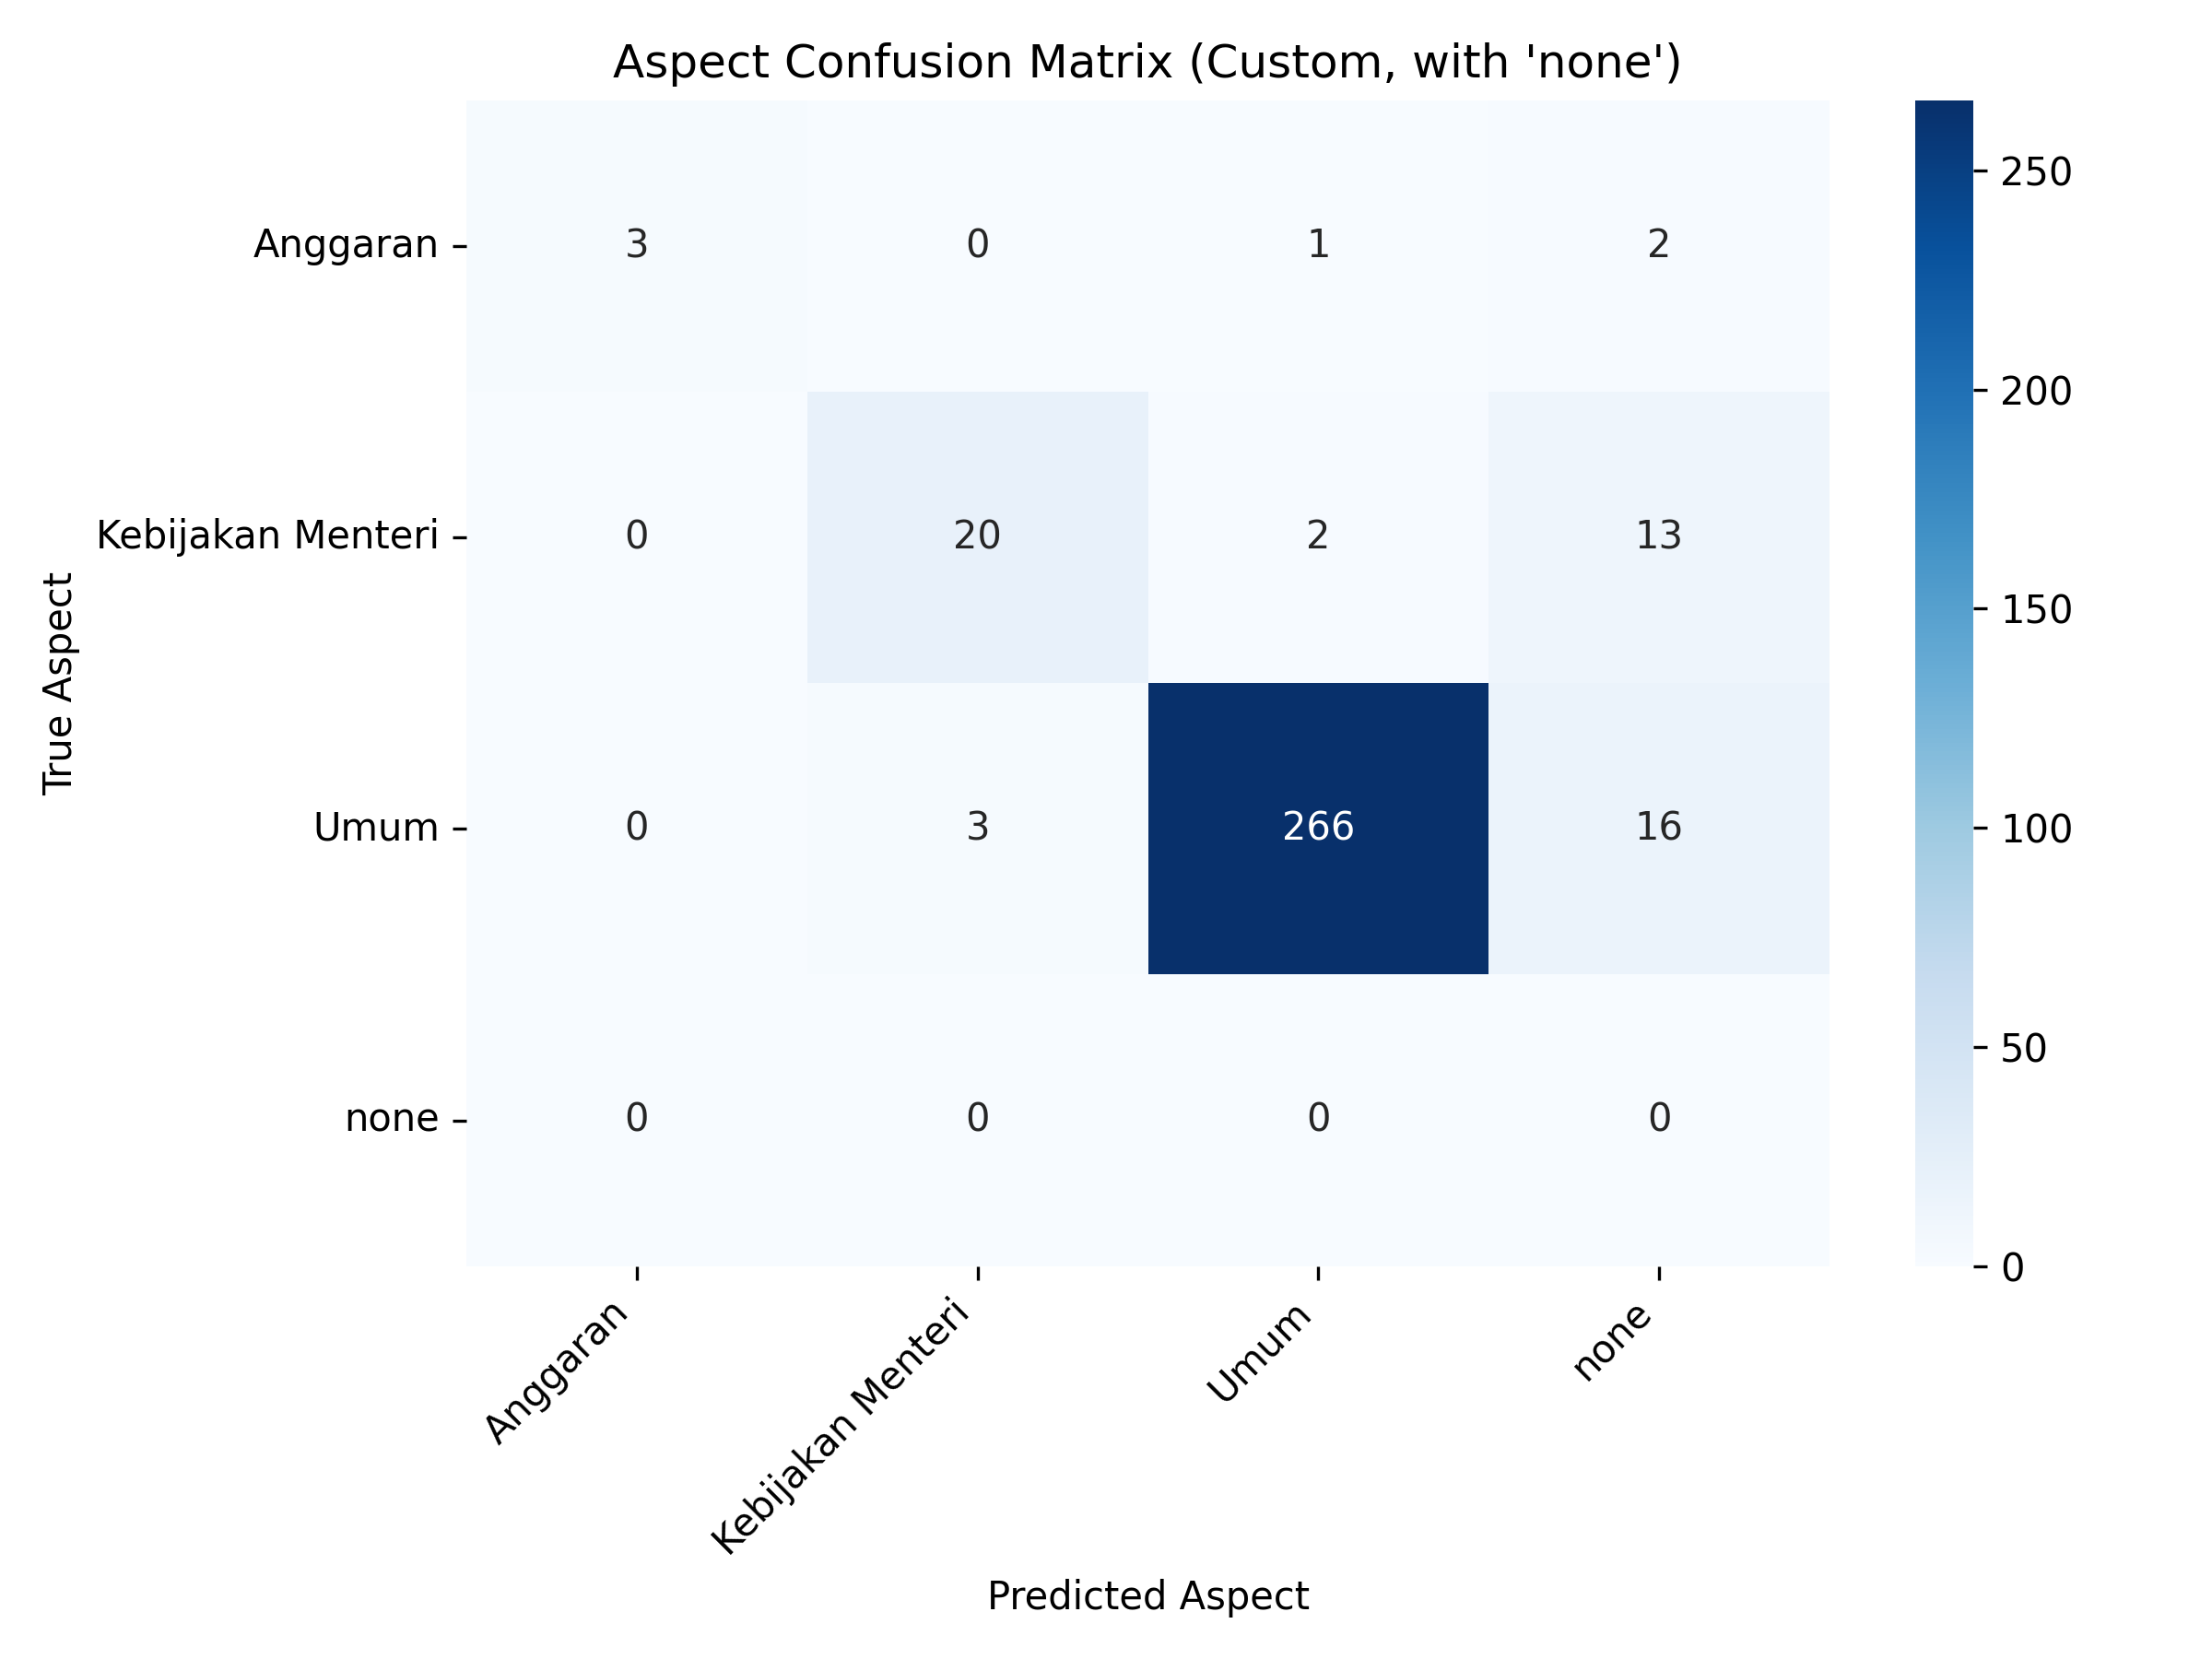 Aspect Confusion Matrix (Custom, with 'none')
True Aspect
Anggaran 3 0 1 2
Kebijakan Menteri 0 20 2 13
Umum 0 3 266 16
none 0 0 0 0
Anggaran Kebijakan Menteri Umum none
Predicted Aspect
250
200
150
100
50
0